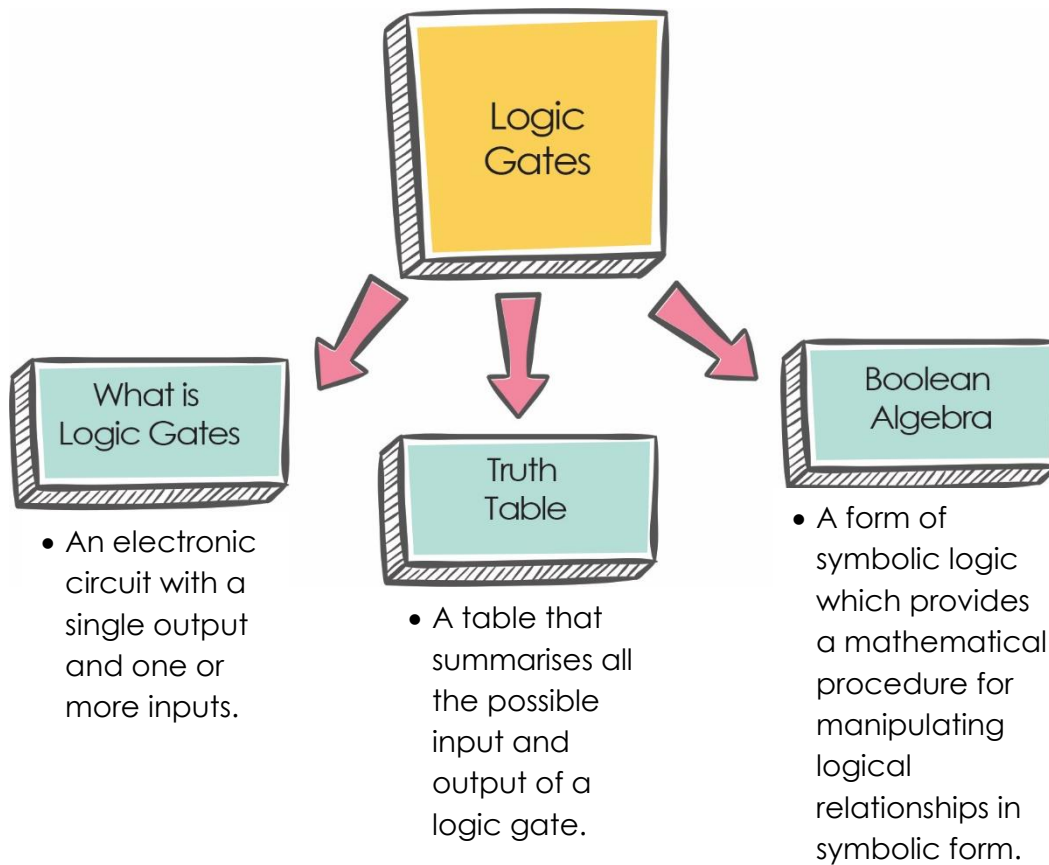 Logic
Gates
What is
Logic Gates
• An electronic
circuit with a
single output
and one or
more inputs.
Truth
Table
• A table that
summarises all
the possible
input and
output of a
logic gate.
Boolean
Algebra
• A form of
symbolic logic
which provides
a mathematical
procedure for
manipulating
logical
relationships in
symbolic form.